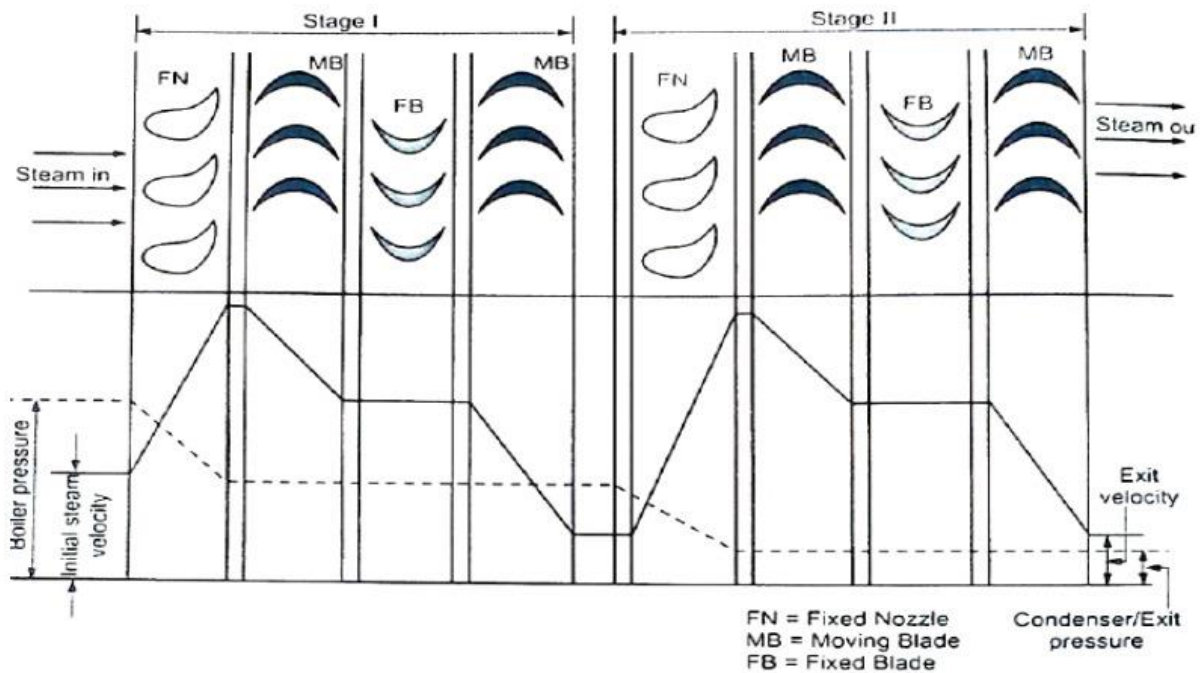 Stage I
Stage II
FN
MB
FB
MB
FN
MB
FB
MB
Steam in
Steam ou
Boiler pressure
Initial steam
velocity
Exit
velocity
FN = Fixed Nozzle
MB = Moving Blade
FB = Fixed Blade
Condenser/Exit
pressure